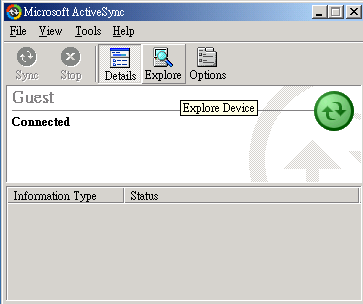 Microsoft ActiveSync
File View Tools Help
Sync Stop Details Explore Options
Guest
Explore Device
Connected
Information Type Status